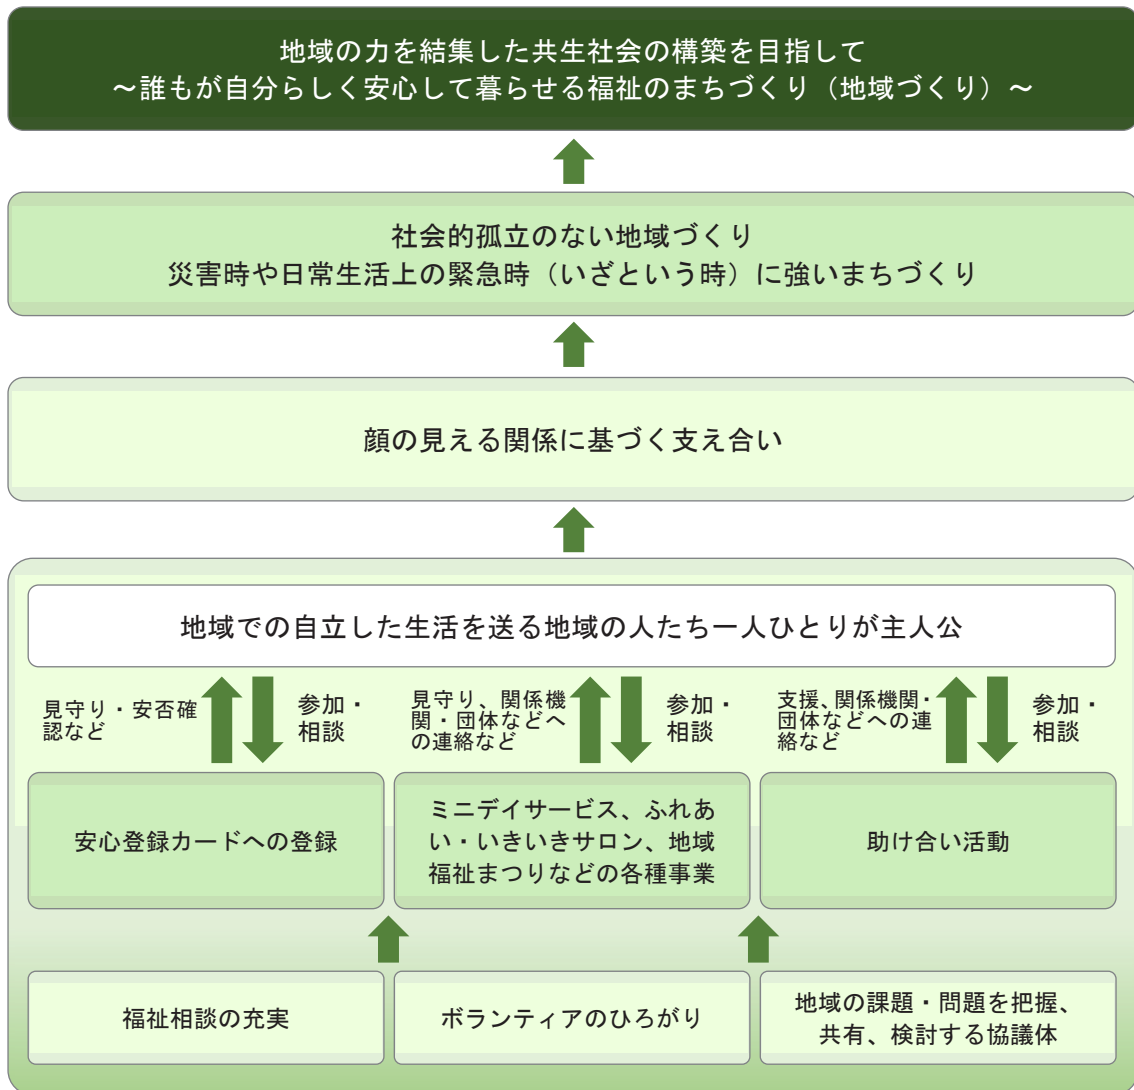 地域の力を結集した共生社会の構築を目指して
～誰もが自分らしく安心して暮らせる福祉のまちづくり（地域づくり）～
社会的孤立のない地域づくり
災害時や日常生活上の緊急時（いざという時）に強いまちづくり
顔の見える関係に基づく支え合い
地域での自立した生活を送る地域の人たち一人ひとりが主人公
見守り・安否確
認など
参加・
相談
見守り、関係機
関・団体などへ
の連絡など
参加・
相談
支援、関係機関・
団体などへの連
絡など
参加・
相談
安心登録カードへの登録
ミニデイサービス、ふれあ
い・いきいきサロン、地域
福祉まつりなどの各種事業
助け合い活動
福祉相談の充実
ボランティアのひろがり
地域の課題・問題を把握、
共有、検討する協議体